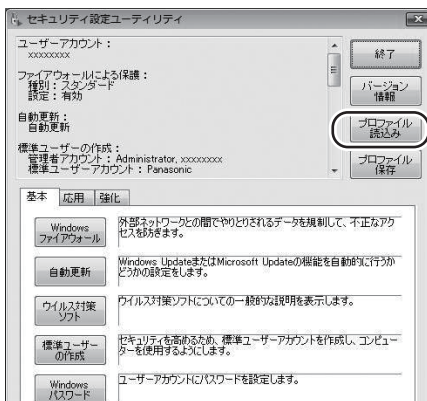 セキュリティ設定ユーティリティ
ユーザーアカウント：
xxxxxxxx
ファイアウォールによる保護：
種別：スタンダード
設定：有効
自動更新：
自動更新
標準ユーザーの作成：
管理者アカウント：Administrator, xxxxxxxx
標準ユーザーアカウント：Panasonic
終了
バージョン
情報
プロファイル
読込み
プロファイル
保存
基本 応用 強化
Windows
ファイアウォール
外部ネットワークとの間でやりとりされるデータを規制して、不正なアク
セスを防ぎます。
自動更新
Windows UpdateまたはMicrosoft Updateの機能を自動的に行うか
どうかの設定をします。
ウイルス対策
ソフト
ウイルス対策ソフトについての一般的な説明を表示します。
標準ユーザー
の作成
セキュリティを高めるため、標準ユーザーアカウントを作成し、コンピュー
ターを使用するようにします。
Windows
パスワード
ユーザーアカウントにパスワードを設定します。